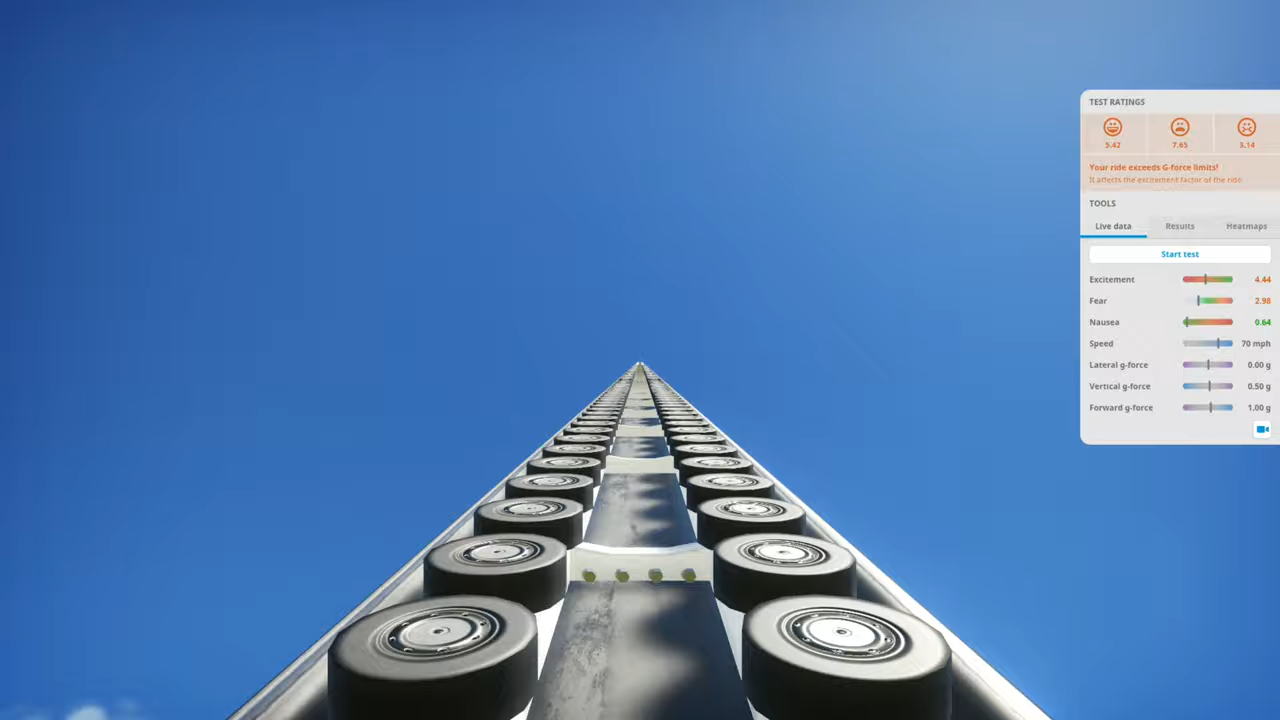 TEST RATINGS
5.42 7.65 3.14
Your ride exceeds G-force limits!
It affects the excitement factor of the ride
TOOLS
Live data Results Heatmaps
Start test
Excitement 4.44
Fear 2.98
Nausea 0.64
Speed 70 mph
Lateral g-force 0.00 g
Vertical g-force 0.50 g
Forward g-force 1.00 g